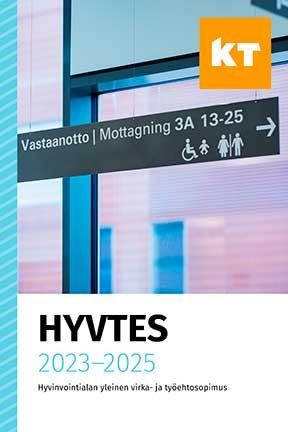 KT
Vastaanotto | Mottagning 3A 13-25 →
HYVTES
2023–2025
Hyvinvointialan yleinen virka- ja työehtosopimus